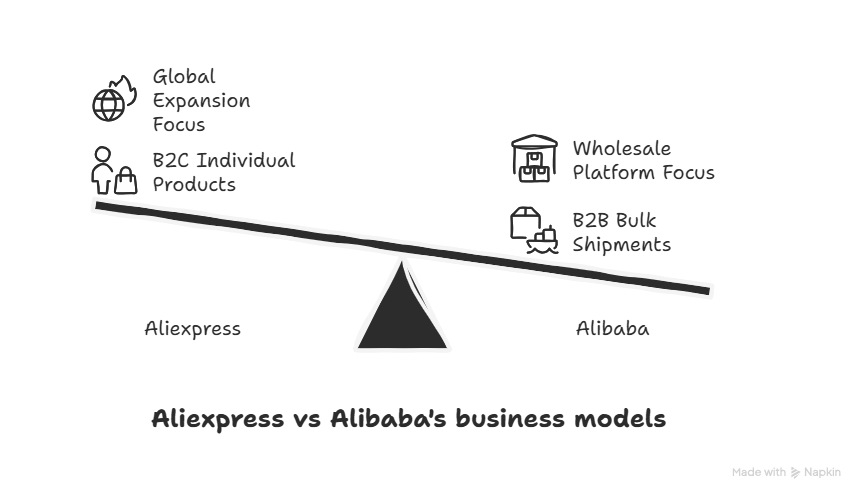 Global
Expansion
Focus
B2C Individual
Products
Wholesale
Platform Focus
B2B Bulk
Shipments
Aliexpress
Alibaba
Aliexpress vs Alibaba's business models
Made with Napkin